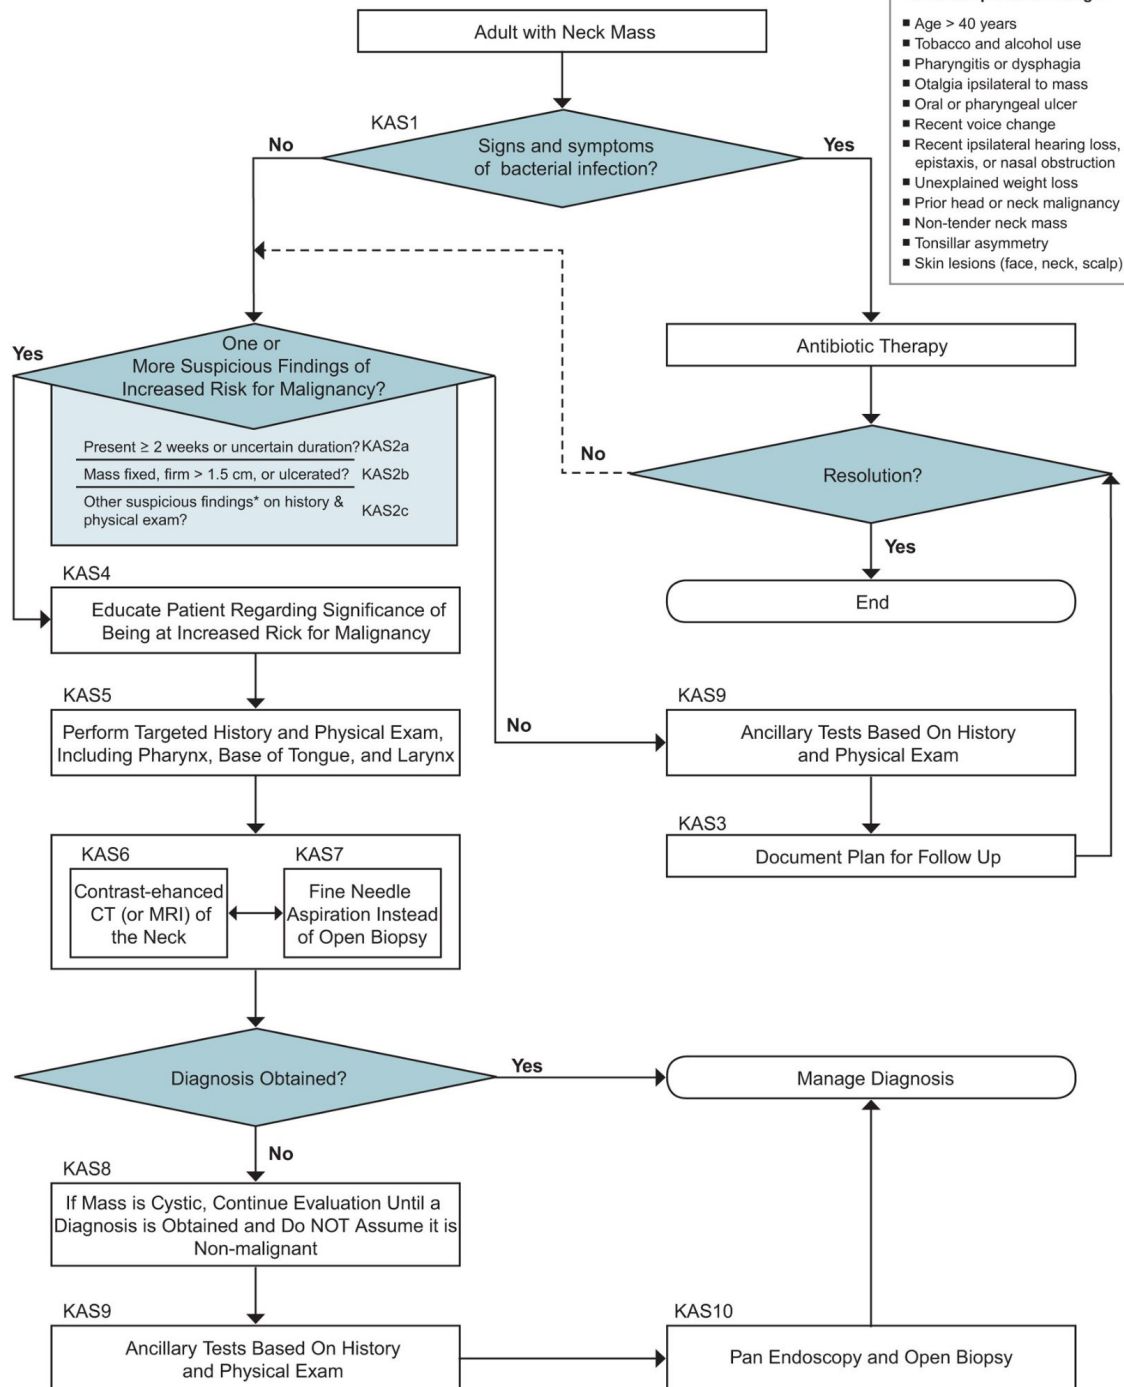 Adult with Neck Mass
■ Age > 40 years
■ Tobacco and alcohol use
■ Pharyngitis or dysphagia
■ Otalgia ipsilateral to mass
■ Oral or pharyngeal ulcer
■ Recent voice change
■ Recent ipsilateral hearing loss,
epistaxis, or nasal obstruction
■ Unexplained weight loss
■ Prior head or neck malignancy
■ Non-tender neck mass
■ Tonsillar asymmetry
■ Skin lesions (face, neck, scalp)
KAS1
No
Signs and symptoms
of bacterial infection?
Yes
Yes
One or
More Suspicious Findings of
Increased Risk for Malignancy?
Present ≥ 2 weeks or uncertain duration? KAS2a
Mass fixed, firm > 1.5 cm, or ulcerated? KAS2b
Other suspicious findings* on history &
physical exam?
KAS2c
Antibiotic Therapy
No
Resolution?
Yes
End
KAS4
Educate Patient Regarding Significance of
Being at Increased Rick for Malignancy
KAS5
Perform Targeted History and Physical Exam,
Including Pharynx, Base of Tongue, and Larynx
No
KAS9
Ancillary Tests Based On History
and Physical Exam
KAS3
Document Plan for Follow Up
KAS6
Contrast-ehanced
CT (or MRI) of
the Neck
KAS7
Fine Needle
Aspiration Instead
of Open Biopsy
Diagnosis Obtained?
Yes
Manage Diagnosis
No
KAS8
If Mass is Cystic, Continue Evaluation Until a
Diagnosis is Obtained and Do NOT Assume it is
Non-malignant
KAS9
Ancillary Tests Based On History
and Physical Exam
KAS10
Pan Endoscopy and Open Biopsy